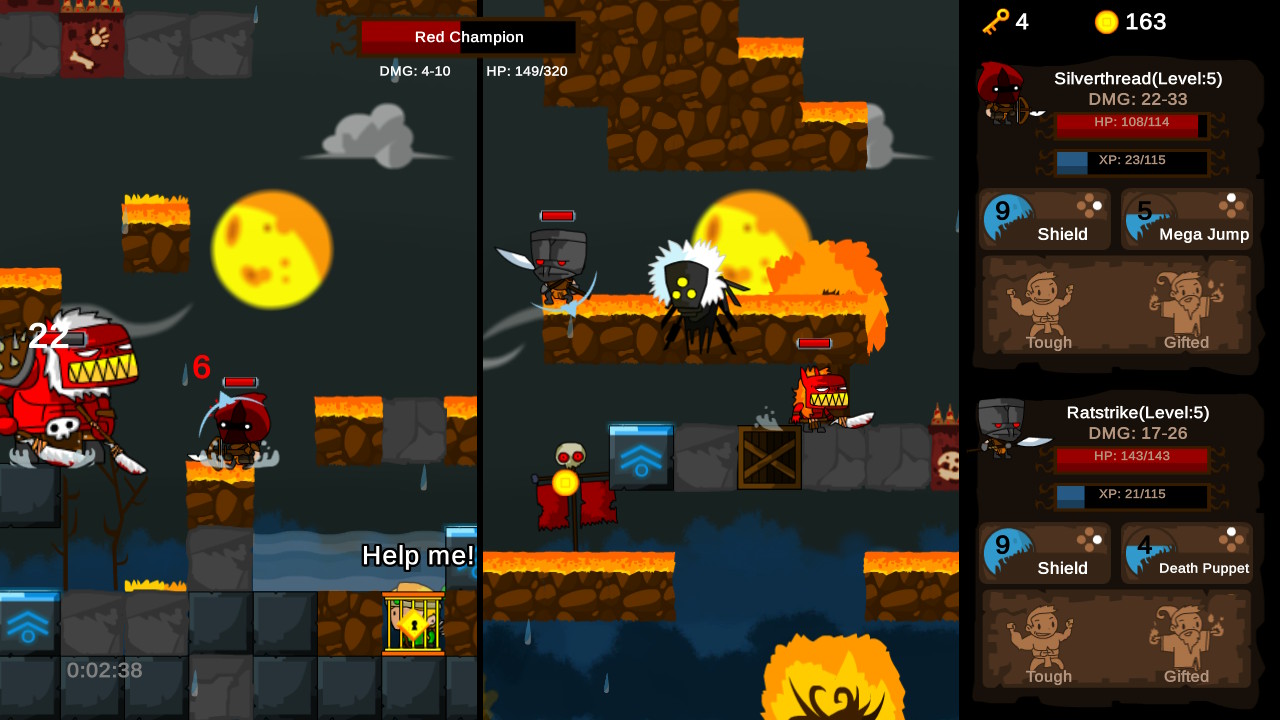 Red Champion
DMG: 4-10
HP: 149/320
22
6
Help me!
0:02:38
4
163
Silverthread(Level:5)
DMG: 22-33
HP: 108/114
XP: 23/115
9
Shield
5
Mega Jump
Tough
Gifted
Ratstrike(Level:5)
DMG: 17-26
HP: 143/143
XP: 21/115
9
Shield
4
Death Puppet
Tough
Gifted